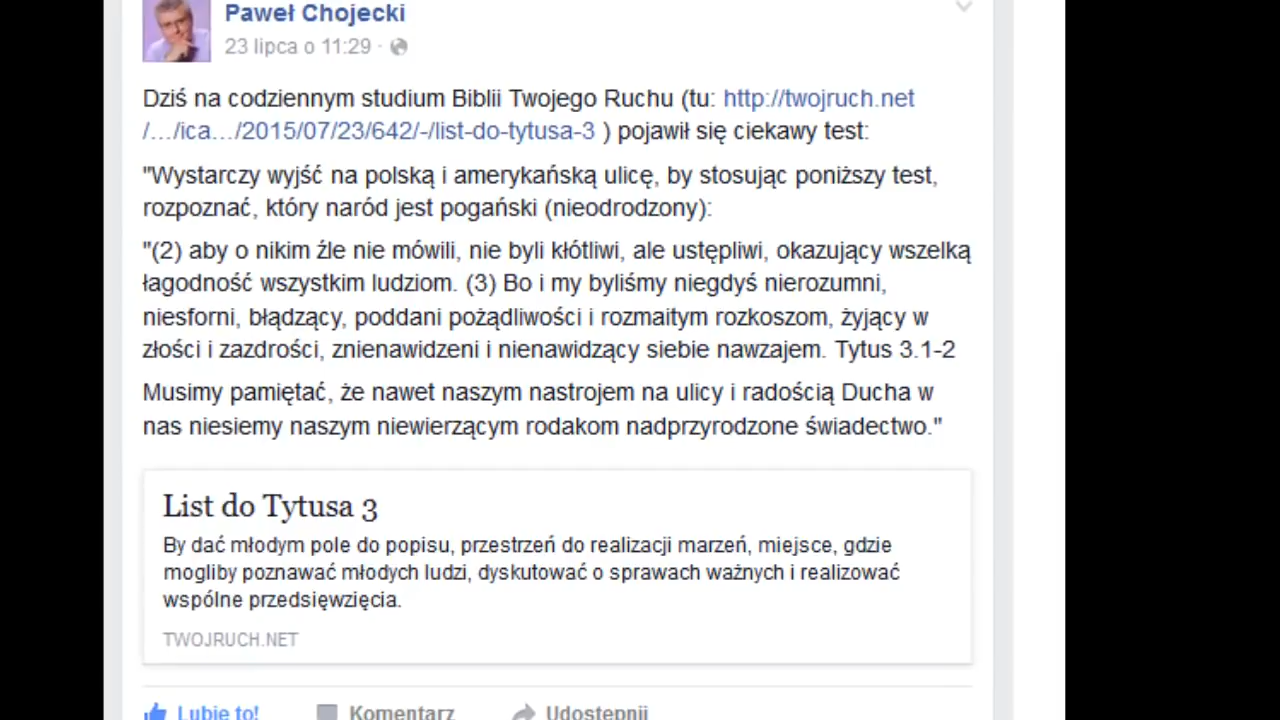 Paweł Chojecki
23 lipca o 11:29 ·
Dziś na codziennym studium Biblii Twojego Ruchu (tu: http://twojruch.net
/…/ica…/2015/07/23/642/-/list-do-tytusa-3 ) pojawił się ciekawy test:
"Wystarczy wyjść na polską i amerykańską ulicę, by stosując poniższy test,
rozpoznać, który naród jest pogański (nieodrodzony):
"(2) aby o nikim źle nie mówili, nie byli kłótliwi, ale ustępliwi, okazujący wszelką
łagodność wszystkim ludziom. (3) Bo i my byliśmy niegdyś nierozumni,
niesforni, błądzący, poddani pożądliwości i rozmaitym rozkoszom, żyjący w
złości i zazdrości, znienawidzeni i nienawidzący siebie nawzajem. Tytus 3.1-2
Musimy pamiętać, że nawet naszym nastrojem na ulicy i radością Ducha w
nas niesiemy naszym niewierzącym rodakom nadprzyrodzone świadectwo."
List do Tytusa 3
By dać młodym pole do popisu, przestrzeń do realizacji marzeń, miejsce, gdzie
mogliby poznawać młodych ludzi, dyskutować o sprawach ważnych i realizować
wspólne przedsięwzięcia.
TWOJRUCH.NET
Lubię to! Komentarz Udostępnij